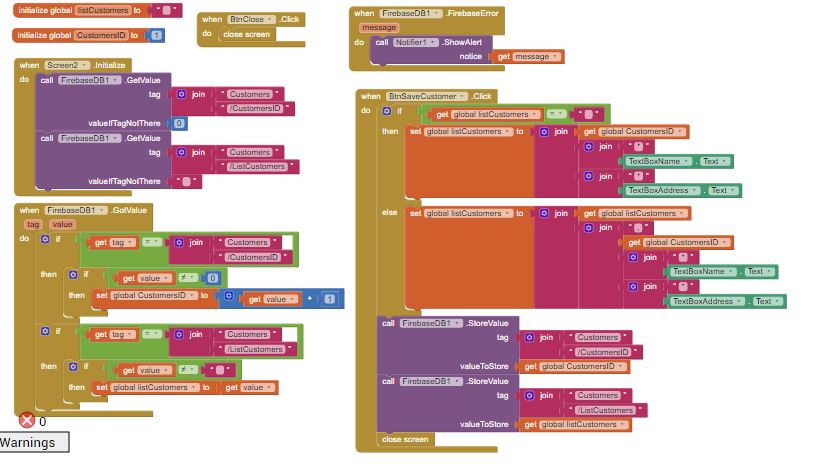 initialize global listCustomers to " "
initialize global CustomersID to 1
when BtnClose .Click
do close screen
when Screen2 .Initialize
do call FirebaseDB1 .GetValue
tag join " Customers "
" /CustomersID "
valueIfTagNotThere 0
call FirebaseDB1 .GetValue
tag join " Customers "
" /ListCustomers "
valueIfTagNotThere " "
when FirebaseDB1 .GotValue
tag value
do if get tag = join " Customers "
" /CustomersID "
then if get value ≠ 0
then set global CustomersID to get value + 1
if get tag = join " Customers "
" /ListCustomers "
then if get value ≠ " "
then set global listCustomers to get value
0
Warnings
when FirebaseDB1 .FirebaseError
message
do call Notifier1 .ShowAlert
notice get message
when BtnSaveCustomer .Click
do if get global listCustomers = " "
then set global listCustomers to join get global CustomersID
join " * "
TextBoxName . Text
join " * "
TextBoxAddress . Text
else set global listCustomers to join get global listCustomers
join " , "
get global CustomersID
join " * "
TextBoxName . Text
join " * "
TextBoxAddress . Text
call FirebaseDB1 .StoreValue
tag join " Customers "
" /CustomersID "
valueToStore get global CustomersID
call FirebaseDB1 .StoreValue
tag join " Customers "
" /ListCustomers "
valueToStore get global listCustomers
close screen